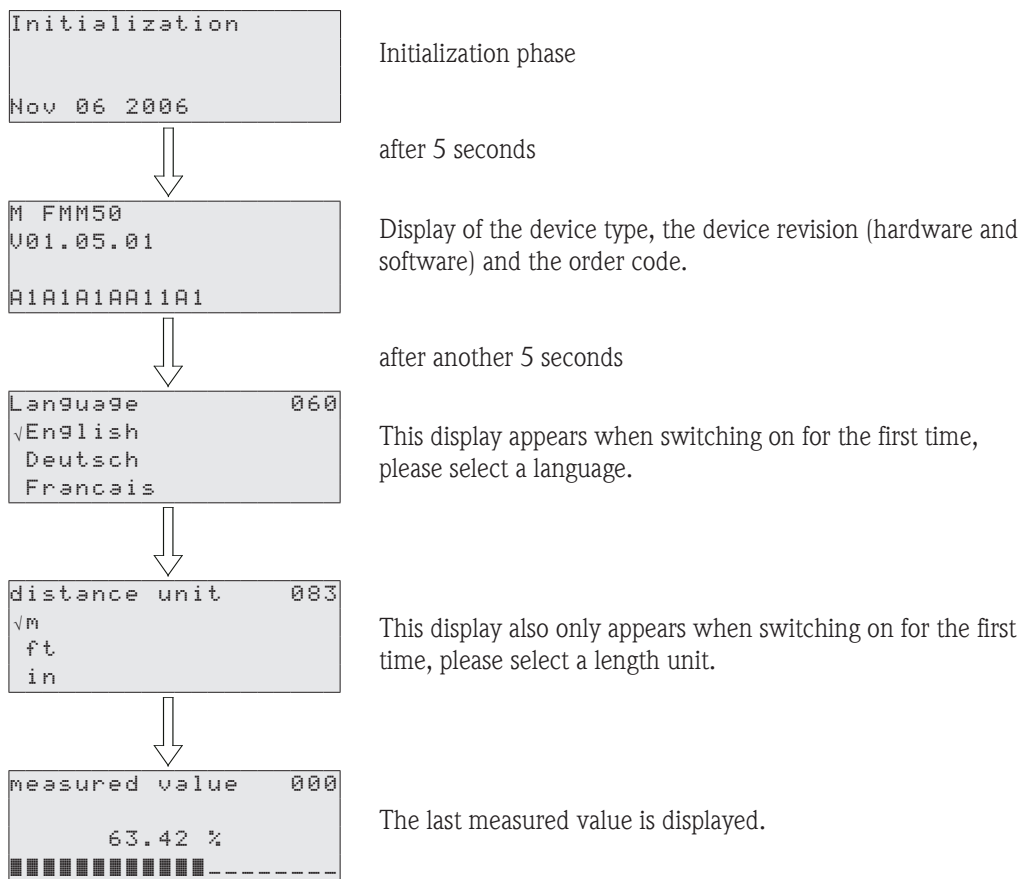 Initialization
Nov 06 2006
Initialization phase
after 5 seconds
M FMM50
V01.05.01
A1A1A1AA11A1
Display of the device type, the device revision (hardware and
software) and the order code.
after another 5 seconds
Language 060
√English
Deutsch
Francais
This display appears when switching on for the first time,
please select a language.
distance unit 083
√m
ft
in
This display also only appears when switching on for the first
time, please select a length unit.
measured value 000
63.42 %
The last measured value is displayed.